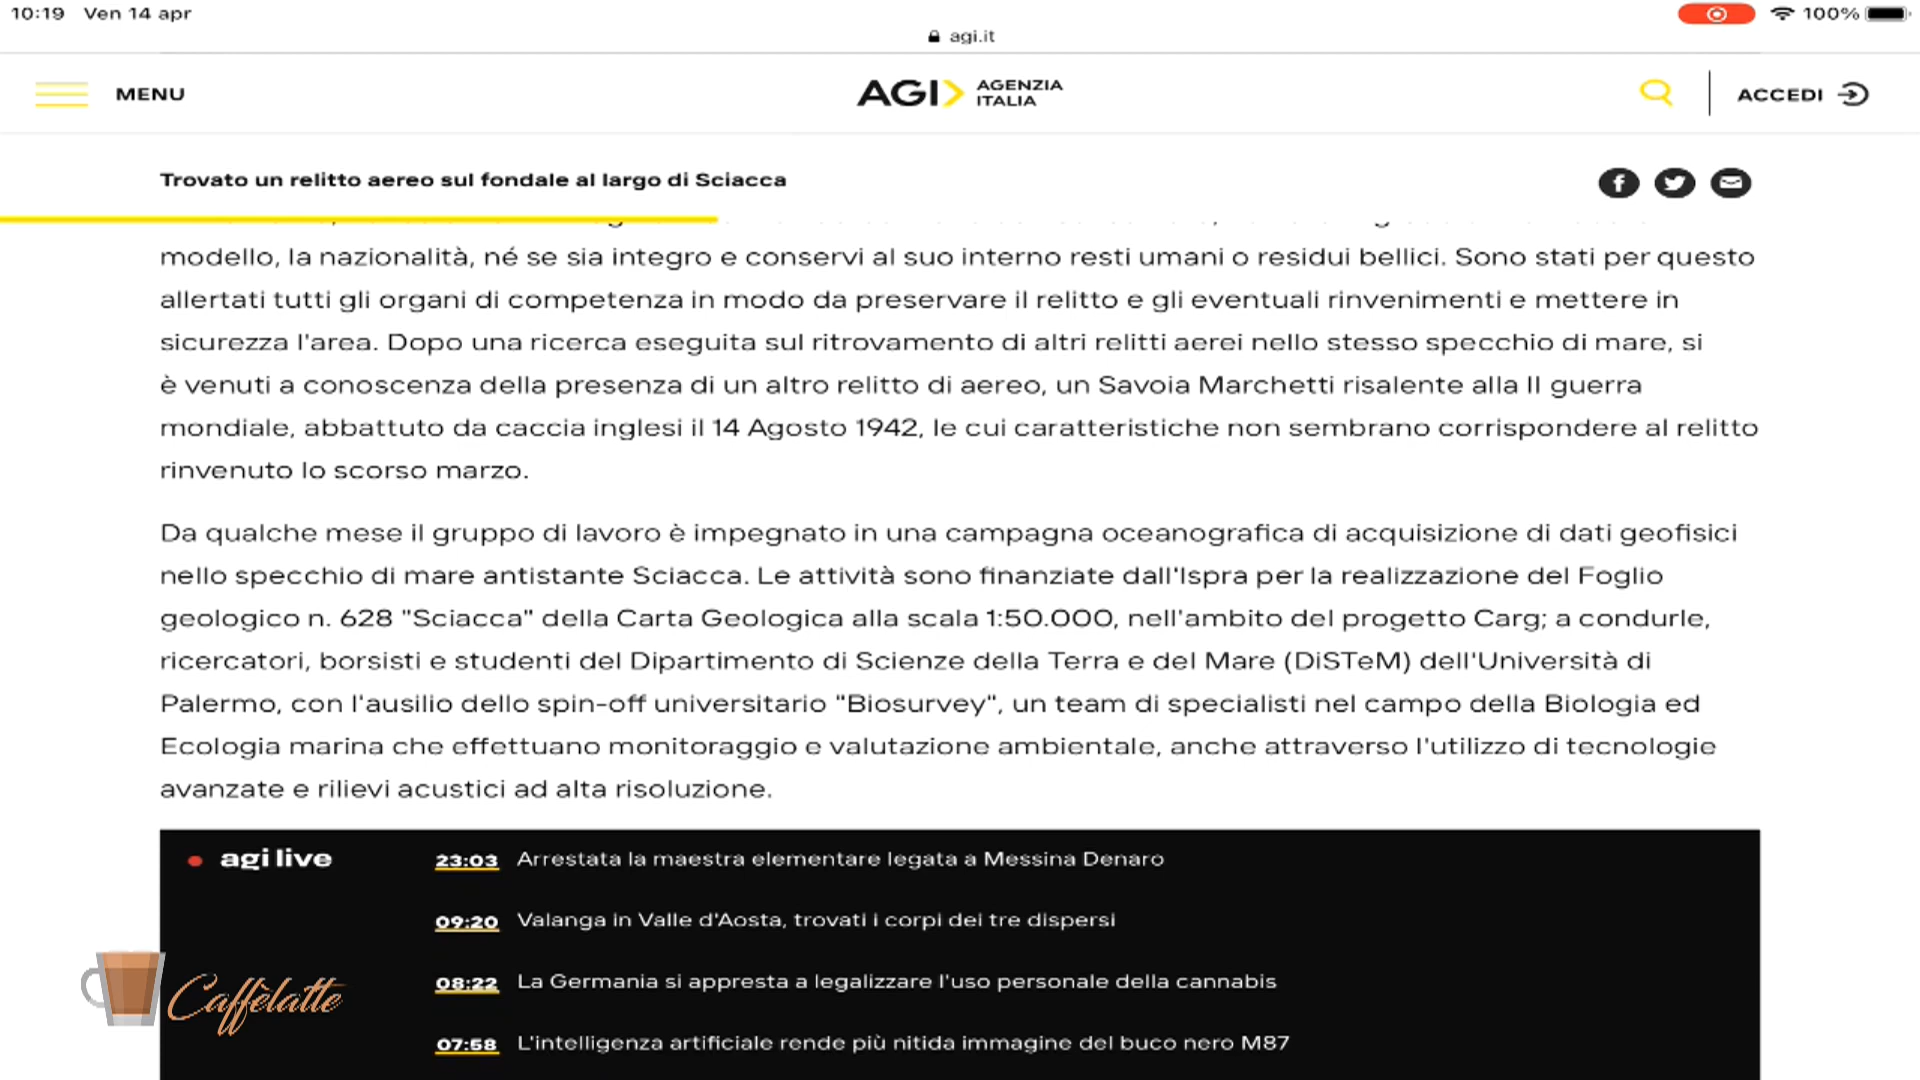 10:19 Ven 14 apr
100%
agi.it
MENU
AGI AGENZIA ITALIA
ACCEDI
Trovato un relitto aereo sul fondale al largo di Sciacca
modello, la nazionalità, né se sia integro e conservi al suo interno resti umani o residui bellici. Sono stati per questo
allertati tutti gli organi di competenza in modo da preservare il relitto e gli eventuali rinvenimenti e mettere in
sicurezza l'area. Dopo una ricerca eseguita sul ritrovamento di altri relitti aerei nello stesso specchio di mare, si
è venuti a conoscenza della presenza di un altro relitto di aereo, un Savoia Marchetti risalente alla II guerra
mondiale, abbattuto da caccia inglesi il 14 Agosto 1942, le cui caratteristiche non sembrano corrispondere al relitto
rinvenuto lo scorso marzo.
Da qualche mese il gruppo di lavoro è impegnato in una campagna oceanografica di acquisizione di dati geofisici
nello specchio di mare antistante Sciacca. Le attività sono finanziate dall'Ispra per la realizzazione del Foglio
geologico n. 628 "Sciacca" della Carta Geologica alla scala 1:50.000, nell'ambito del progetto Carg; a condurle,
ricercatori, borsisti e studenti del Dipartimento di Scienze della Terra e del Mare (DiSTeM) dell'Università di
Palermo, con l'ausilio dello spin-off universitario "Biosurvey", un team di specialisti nel campo della Biologia ed
Ecologia marina che effettuano monitoraggio e valutazione ambientale, anche attraverso l'utilizzo di tecnologie
avanzate e rilievi acustici ad alta risoluzione.
agi live
23:03 Arrestata la maestra elementare legata a Messina Denaro
09:20 Valanga in Valle d'Aosta, trovati i corpi dei tre dispersi
08:22 La Germania si appresta a legalizzare l'uso personale della cannabis
07:58 L'intelligenza artificiale rende più nitida immagine del buco nero M87
Caffèlatte